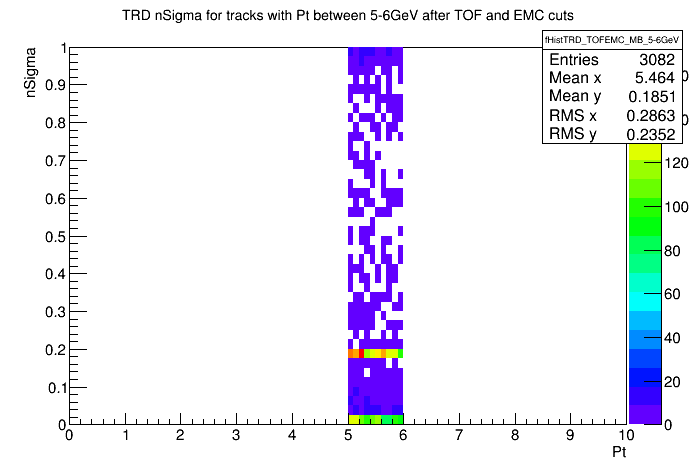 TRD nSigma for tracks with Pt between 5-6GeV after TOF and EMC cuts
fHistTRD_TOFEMC_MB_5-6GeV
Entries 3082
Mean x 5.464
Mean y 0.1851
RMS x 0.2863
RMS y 0.2352
nSigma
1
0.9
0.8
0.7
0.6
0.5
0.4
0.3
0.2
0.1
0
0 1 2 3 4 5 6 7 8 9 10
Pt
120
100
80
60
40
20
0